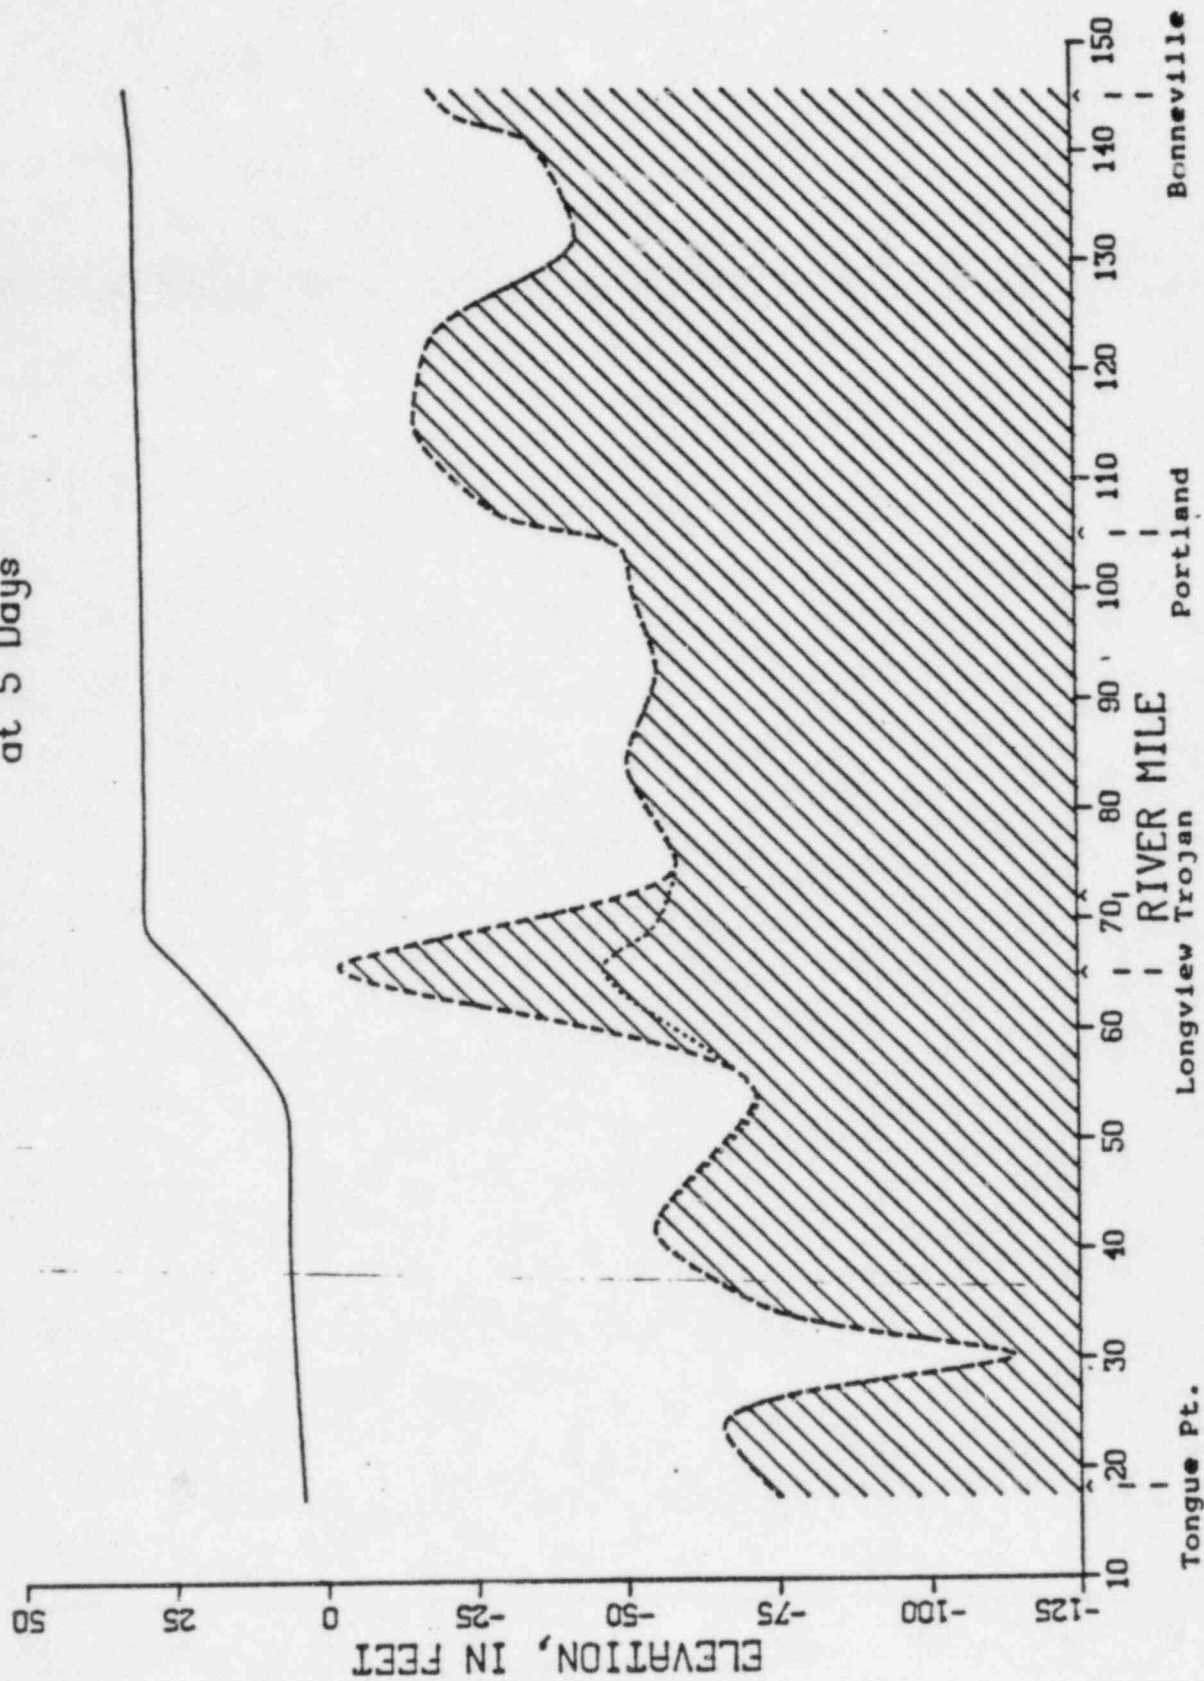 at 5 Days
50
25
0
-25
-50
-75
-100
-125
ELEVATION, IN FEET
10 20 30 40 50 60 70 80 90 100 110 120 130 140 150
RIVER MILE
Tongue Pt. Longview Trojan Portland Bonneville